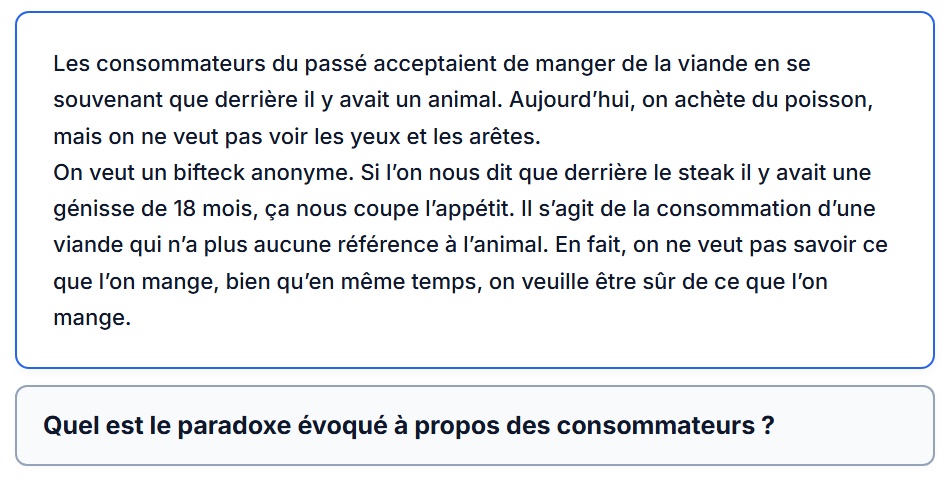 Les consommateurs du passé acceptaient de manger de la viande en se
souvenant que derrière il y avait un animal. Aujourd’hui, on achète du poisson,
mais on ne veut pas voir les yeux et les arêtes.
On veut un bifteck anonyme. Si l’on nous dit que derrière le steak il y avait une
génisse de 18 mois, ça nous coupe l’appétit. Il s’agit de la consommation d’une
viande qui n’a plus aucune référence à l’animal. En fait, on ne veut pas savoir ce
que l’on mange, bien qu’en même temps, on veuille être sûr de ce que l’on
mange.
Quel est le paradoxe évoqué à propos des consommateurs ?